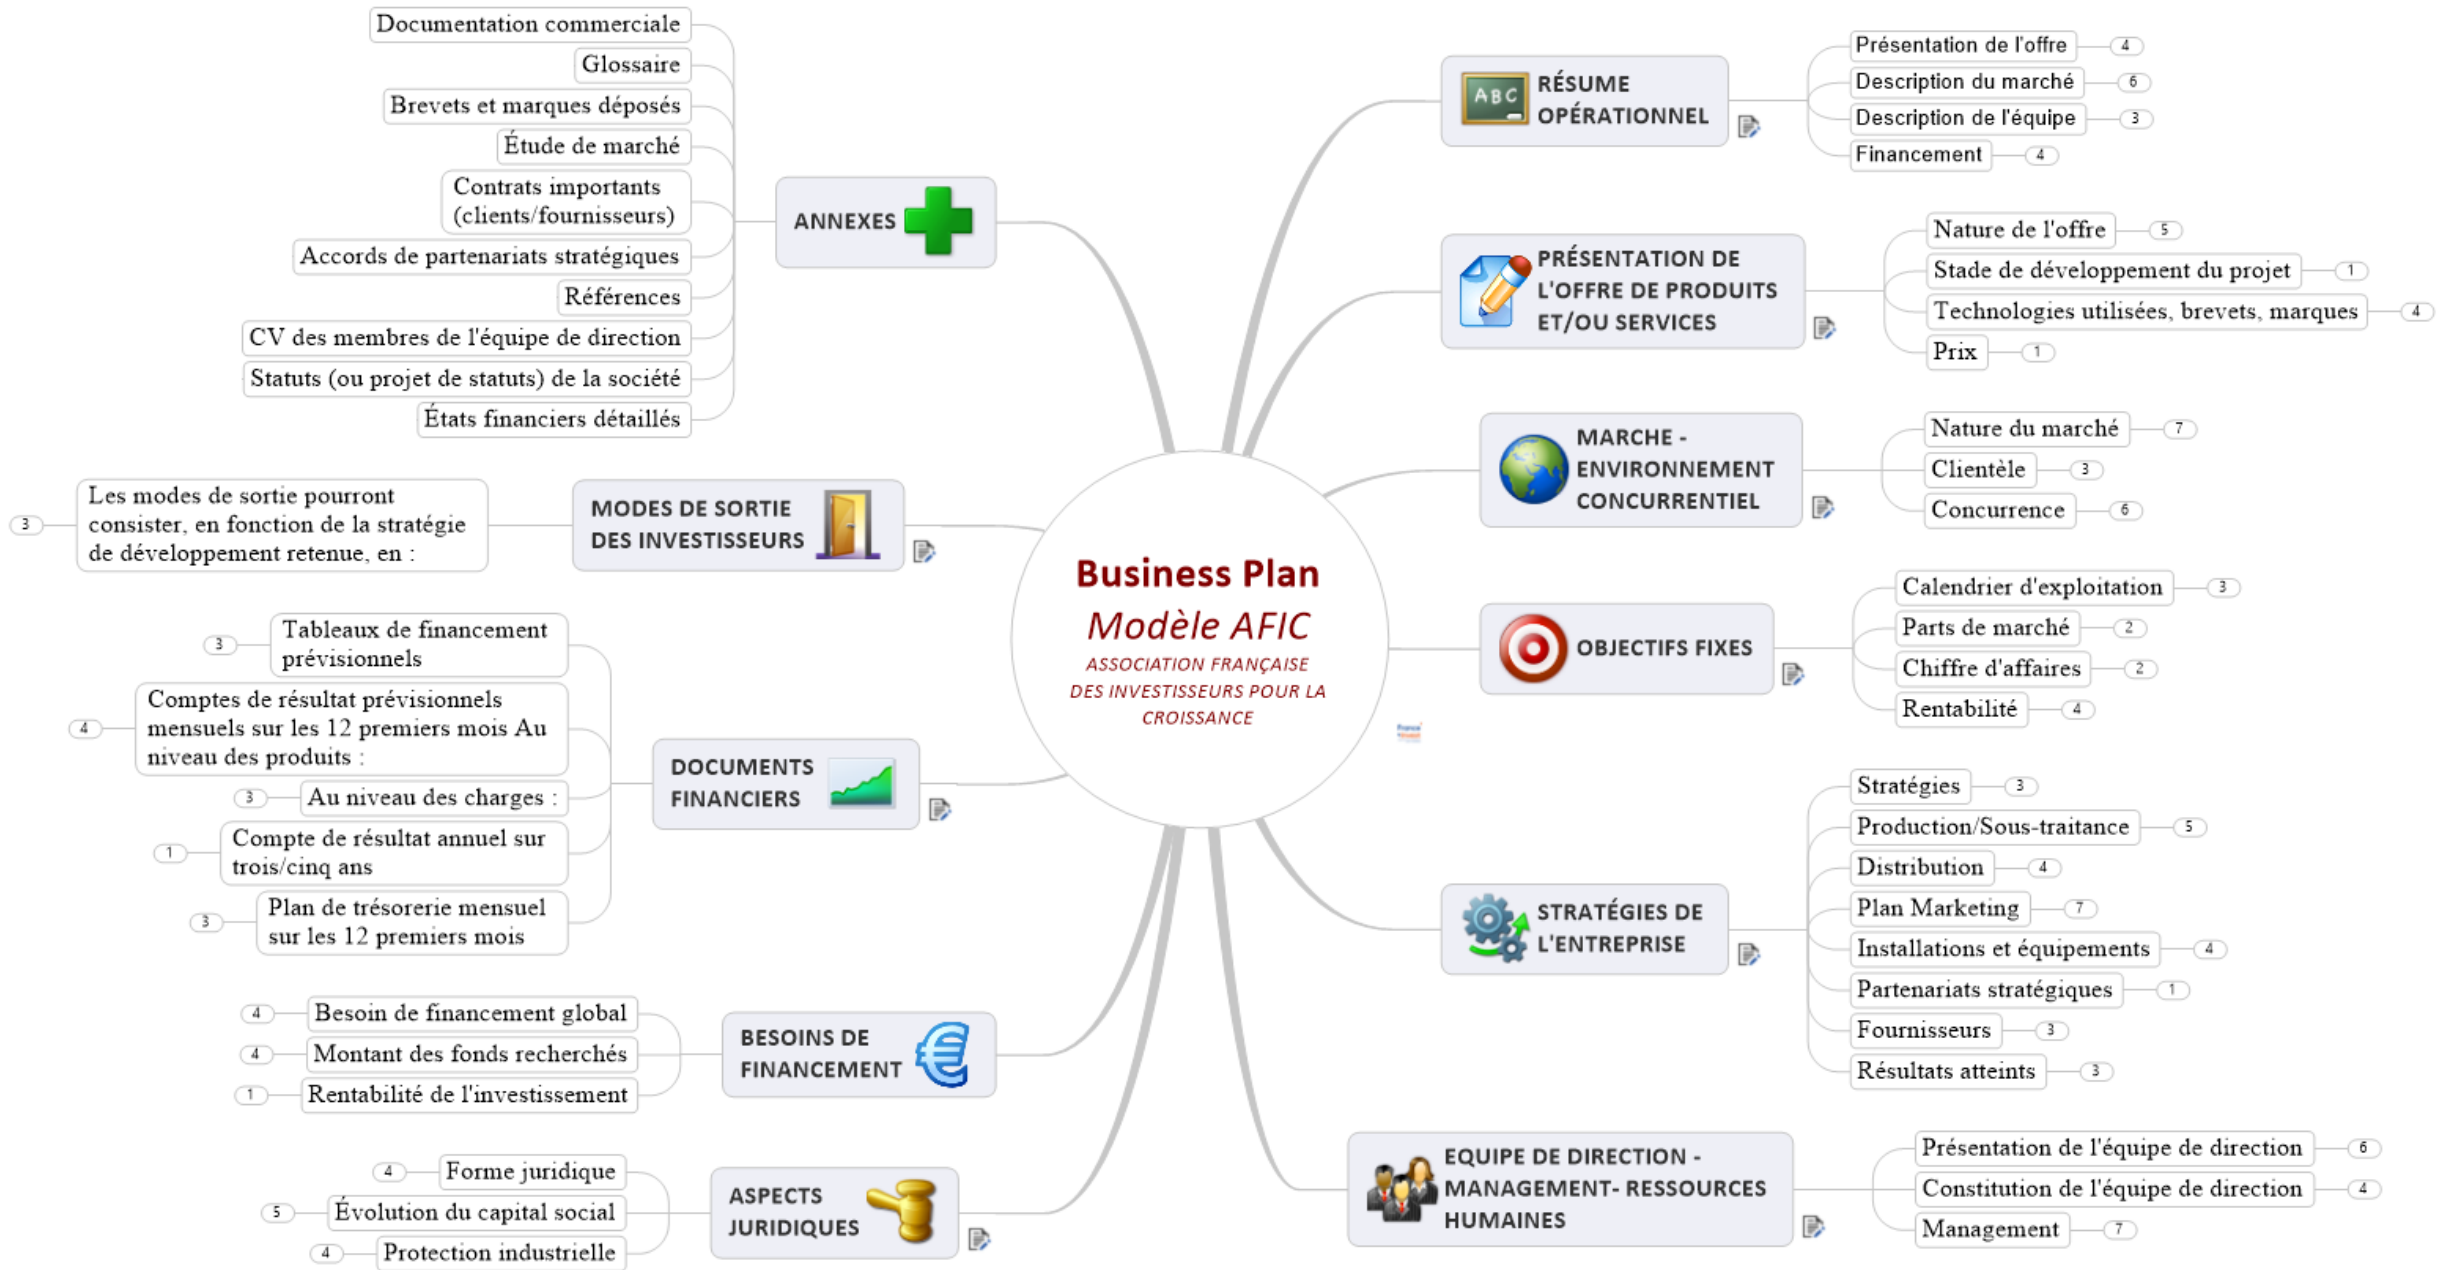 Business Plan
Modèle AFIC
ASSOCIATION FRANÇAISE
DES INVESTISSEURS POUR LA
CROISSANCE
ABC
RÉSUME
OPÉRATIONNEL
Présentation de l'offre 4
Description du marché 6
Description de l'équipe 3
Financement 4
PRÉSENTATION DE
L'OFFRE DE PRODUITS
ET/OU SERVICES
Nature de l'offre 5
Stade de développement du projet 1
Technologies utilisées, brevets, marques 4
Prix 1
MARCHE -
ENVIRONNEMENT
CONCURRENTIEL
Nature du marché 7
Clientèle 3
Concurrence 6
OBJECTIFS FIXES
Calendrier d'exploitation 3
Parts de marché 2
Chiffre d'affaires 2
Rentabilité 4
STRATÉGIES DE
L'ENTREPRISE
Stratégies 3
Production/Sous-traitance 5
Distribution 4
Plan Marketing 7
Installations et équipements 4
Partenariats stratégiques 1
Fournisseurs 3
Résultats atteints 3
EQUIPE DE DIRECTION -
MANAGEMENT- RESSOURCES
HUMAINES
Présentation de l'équipe de direction 6
Constitution de l'équipe de direction 4
Management 7
ANNEXES
Documentation commerciale
Glossaire
Brevets et marques déposés
Étude de marché
Contrats importants
(clients/fournisseurs)
Accords de partenariats stratégiques
Références
CV des membres de l'équipe de direction
Statuts (ou projet de statuts) de la société
États financiers détaillés
MODES DE SORTIE
DES INVESTISSEURS
Les modes de sortie pourront
3 consister, en fonction de la stratégie
de développement retenue, en :
DOCUMENTS
FINANCIERS
3 Tableaux de financement
prévisionnels
Comptes de résultat prévisionnels
4 mensuels sur les 12 premiers mois Au
niveau des produits :
3 Au niveau des charges :
1 Compte de résultat annuel sur
trois/cinq ans
3 Plan de trésorerie mensuel
sur les 12 premiers mois
BESOINS DE
FINANCEMENT
4 Besoin de financement global
4 Montant des fonds recherchés
1 Rentabilité de l'investissement
ASPECTS
JURIDIQUES
4 Forme juridique
5 Évolution du capital social
4 Protection industrielle